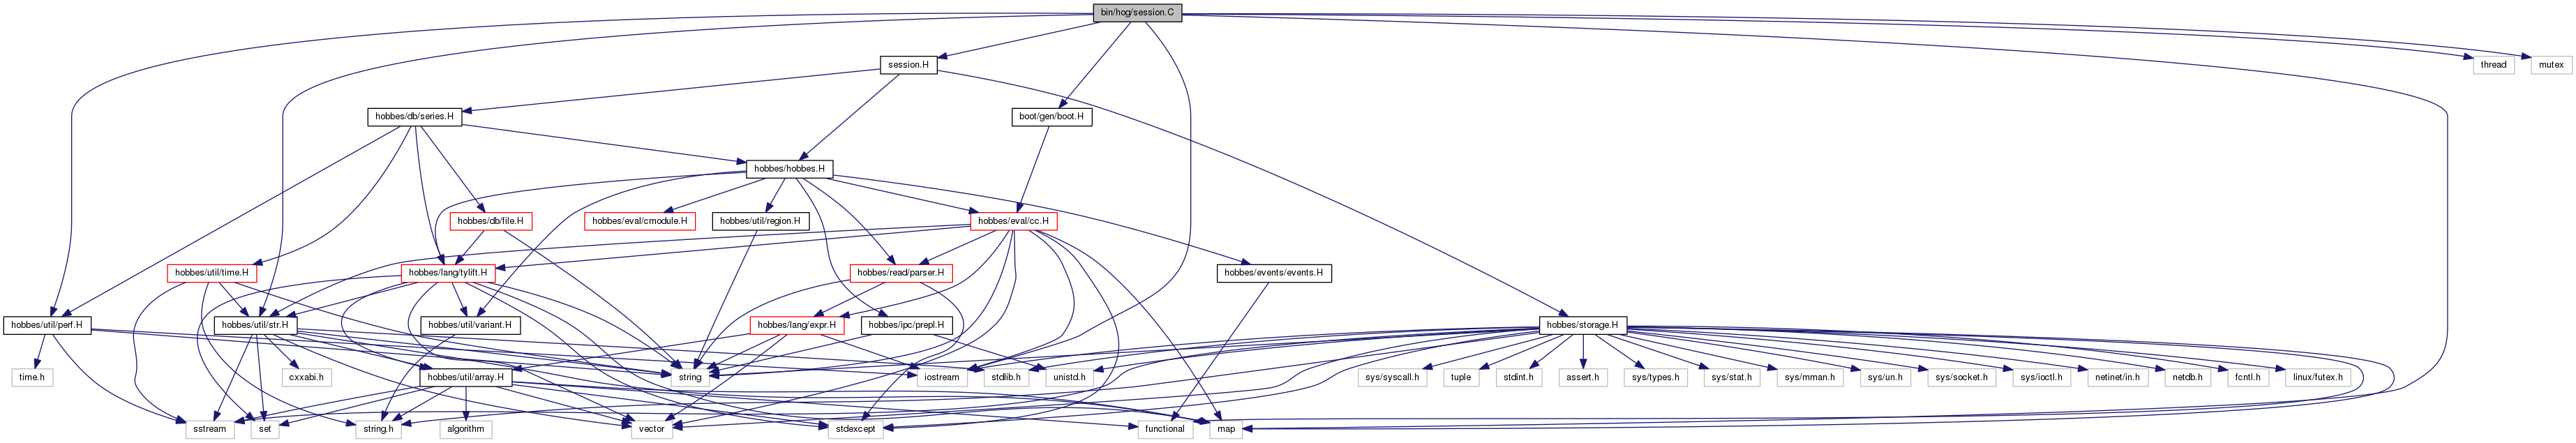 bin/hog/session.C
session.H
thread
mutex
hobbes/db/series.H
boot/gen/boot.H
hobbes/hobbes.H
hobbes/db/file.H
hobbes/eval/cmodule.H
hobbes/util/region.H
hobbes/eval/cc.H
hobbes/util/time.H
hobbes/lang/tylift.H
hobbes/read/parser.H
hobbes/events/events.H
hobbes/util/perf.H
hobbes/util/str.H
hobbes/util/variant.H
hobbes/lang/expr.H
hobbes/ipc/prepl.H
hobbes/storage.H
time.h
cxxabi.h
hobbes/util/array.H
string
iostream
stdlib.h
unistd.h
sys/syscall.h
tuple
stdint.h
assert.h
sys/types.h
sys/stat.h
sys/mman.h
sys/un.h
sys/socket.h
sys/ioctl.h
netinet/in.h
netdb.h
fcntl.h
linux/futex.h
sstream
set
string.h
algorithm
vector
stdexcept
functional
map